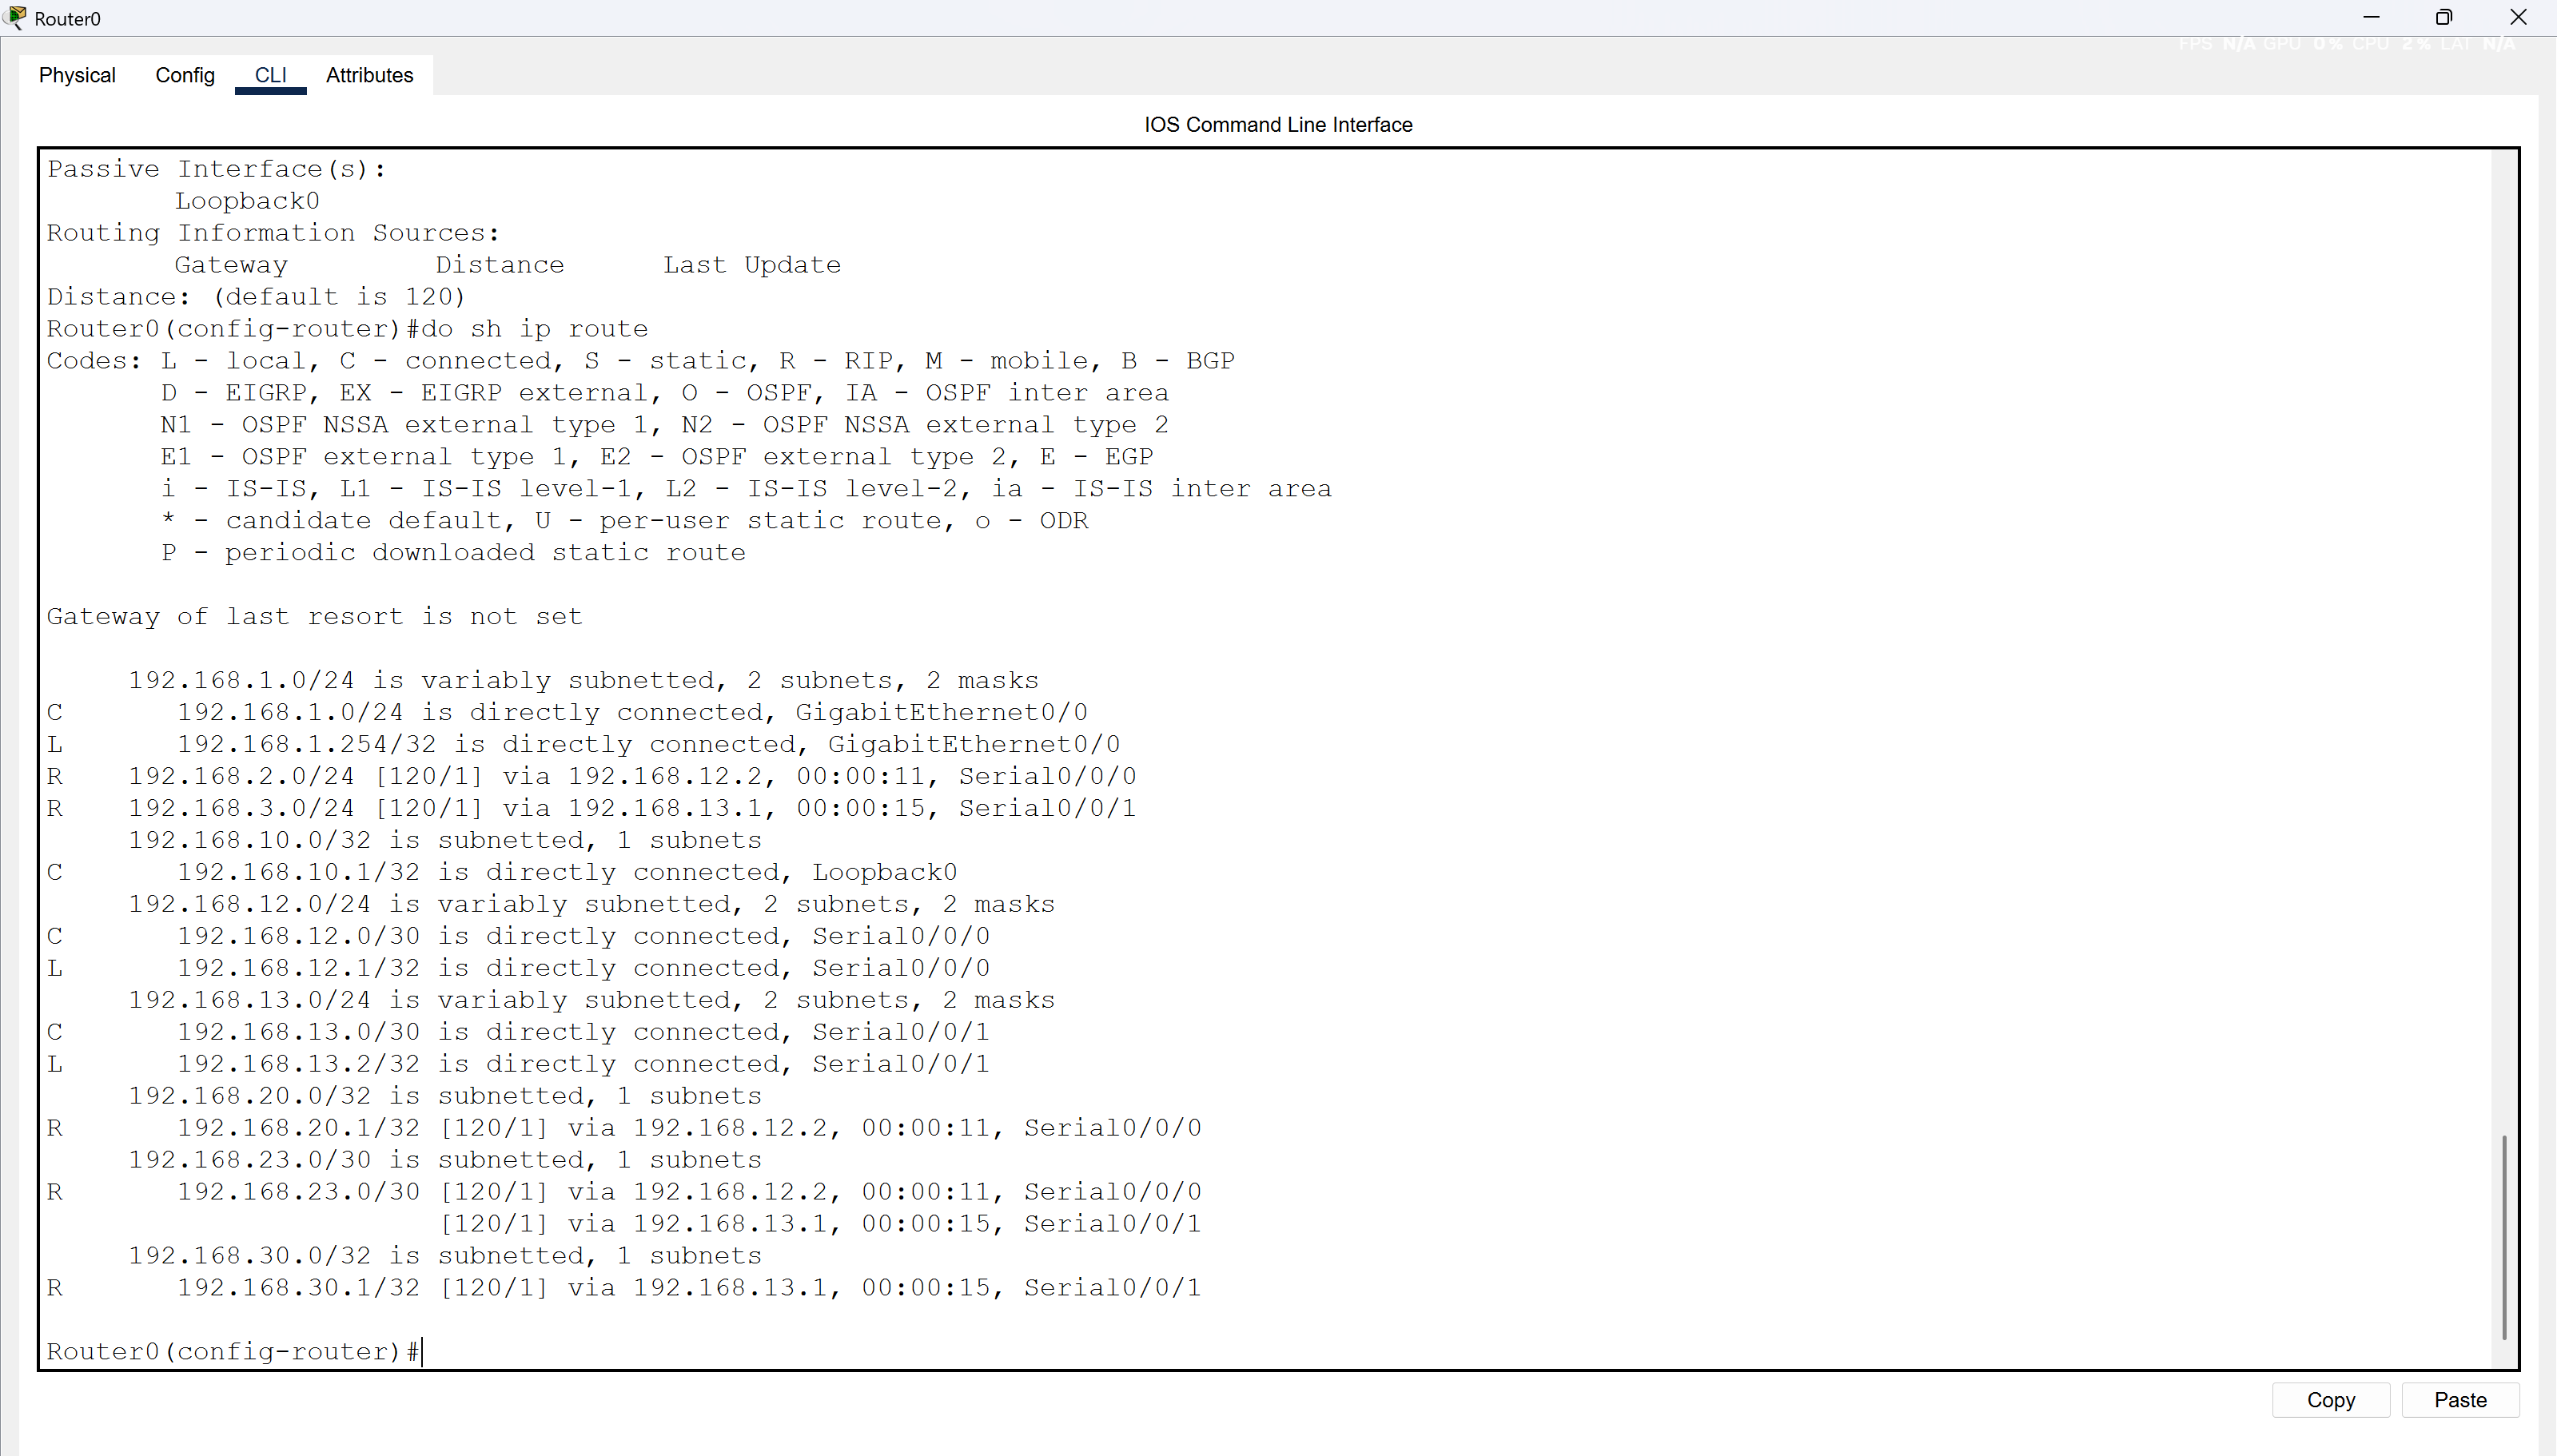 Router0
FPS N/A GPU 0% CPU 2% LAT N/A
Physical Config CLI Attributes
IOS Command Line Interface
Passive Interface(s):
Loopback0
Routing Information Sources:
Gateway Distance Last Update
Distance: (default is 120)
Router0(config-router)#do sh ip route
Codes: L - local, C - connected, S - static, R - RIP, M - mobile, B - BGP
D - EIGRP, EX - EIGRP external, O - OSPF, IA - OSPF inter area
N1 - OSPF NSSA external type 1, N2 - OSPF NSSA external type 2
E1 - OSPF external type 1, E2 - OSPF external type 2, E - EGP
i - IS-IS, L1 - IS-IS level-1, L2 - IS-IS level-2, ia - IS-IS inter area
* - candidate default, U - per-user static route, o - ODR
P - periodic downloaded static route
Gateway of last resort is not set
192.168.1.0/24 is variably subnetted, 2 subnets, 2 masks
C 192.168.1.0/24 is directly connected, GigabitEthernet0/0
L 192.168.1.254/32 is directly connected, GigabitEthernet0/0
R 192.168.2.0/24 [120/1] via 192.168.12.2, 00:00:11, Serial0/0/0
R 192.168.3.0/24 [120/1] via 192.168.13.1, 00:00:15, Serial0/0/1
192.168.10.0/32 is subnetted, 1 subnets
C 192.168.10.1/32 is directly connected, Loopback0
192.168.12.0/24 is variably subnetted, 2 subnets, 2 masks
C 192.168.12.0/30 is directly connected, Serial0/0/0
L 192.168.12.1/32 is directly connected, Serial0/0/0
192.168.13.0/24 is variably subnetted, 2 subnets, 2 masks
C 192.168.13.0/30 is directly connected, Serial0/0/1
L 192.168.13.2/32 is directly connected, Serial0/0/1
192.168.20.0/32 is subnetted, 1 subnets
R 192.168.20.1/32 [120/1] via 192.168.12.2, 00:00:11, Serial0/0/0
192.168.23.0/30 is subnetted, 1 subnets
R 192.168.23.0/30 [120/1] via 192.168.12.2, 00:00:11, Serial0/0/0
[120/1] via 192.168.13.1, 00:00:15, Serial0/0/1
192.168.30.0/32 is subnetted, 1 subnets
R 192.168.30.1/32 [120/1] via 192.168.13.1, 00:00:15, Serial0/0/1
Router0(config-router)#
Copy Paste